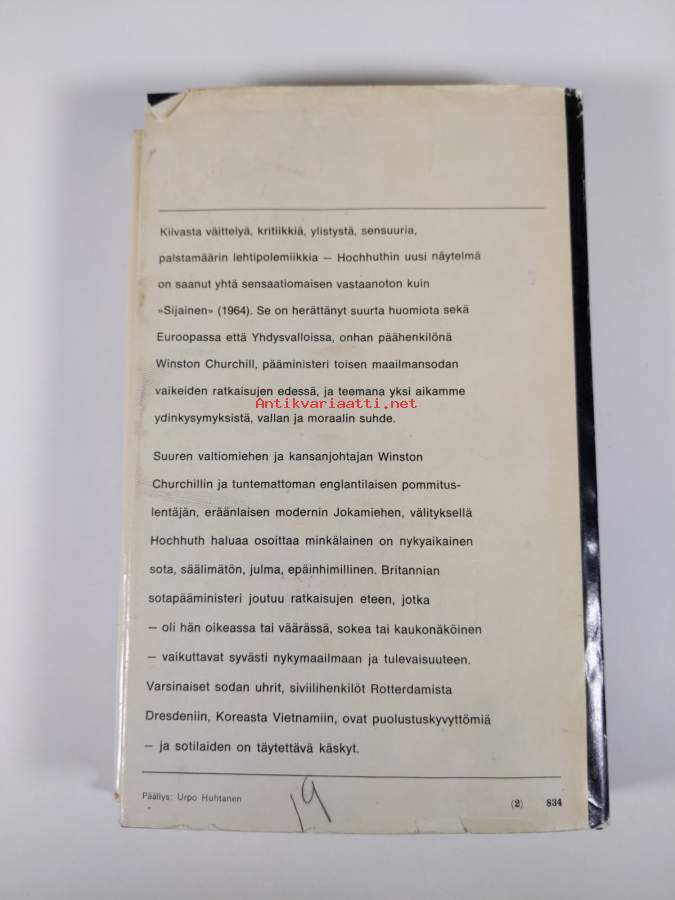 Kiivasta väittelyä, kritiikkiä, ylistystä, sensuuria,
palstamäärin lehtipolemiikkia — Hochhuthin uusi näytelmä
on saanut yhtä sensaatiomaisen vastaanoton kuin
»Sijainen» (1964). Se on herättänyt suurta huomiota sekä
Euroopassa että Yhdysvalloissa, onhan päähenkilönä
Winston Churchill, pääministeri toisen maailmansodan
vaikeiden ratkaisujen edessä, ja teemana yksi aikamme
Antikvariaatti.net
ydinkysymyksistä, vallan ja moraalin suhde.
Suuren valtiomiehen ja kansanjohtajan Winston
Churchillin ja tuntemattoman englantilaisen pommitus-
lentäjän, eräänlaisen modernin Jokamiehen, välityksellä
Hochhuth haluaa osoittaa minkälainen on nykyaikainen
sota, säälimätön, julma, epäinhimillinen. Britannian
sotapääministeri joutuu ratkaisujen eteen, jotka
— oli hän oikeassa tai väärässä, sokea tai kaukonäköinen
— vaikuttavat syvästi nykymaailmaan ja tulevaisuuteen.
Varsinaiset sodan uhrit, siviilihenkilöt Rotterdamista
Dresdeniin, Koreasta Vietnamiin, ovat puolustuskyvyttömiä
— ja sotilaiden on täytettävä käskyt.
Päällys: Urpo Huhtanen
19
(2) 834